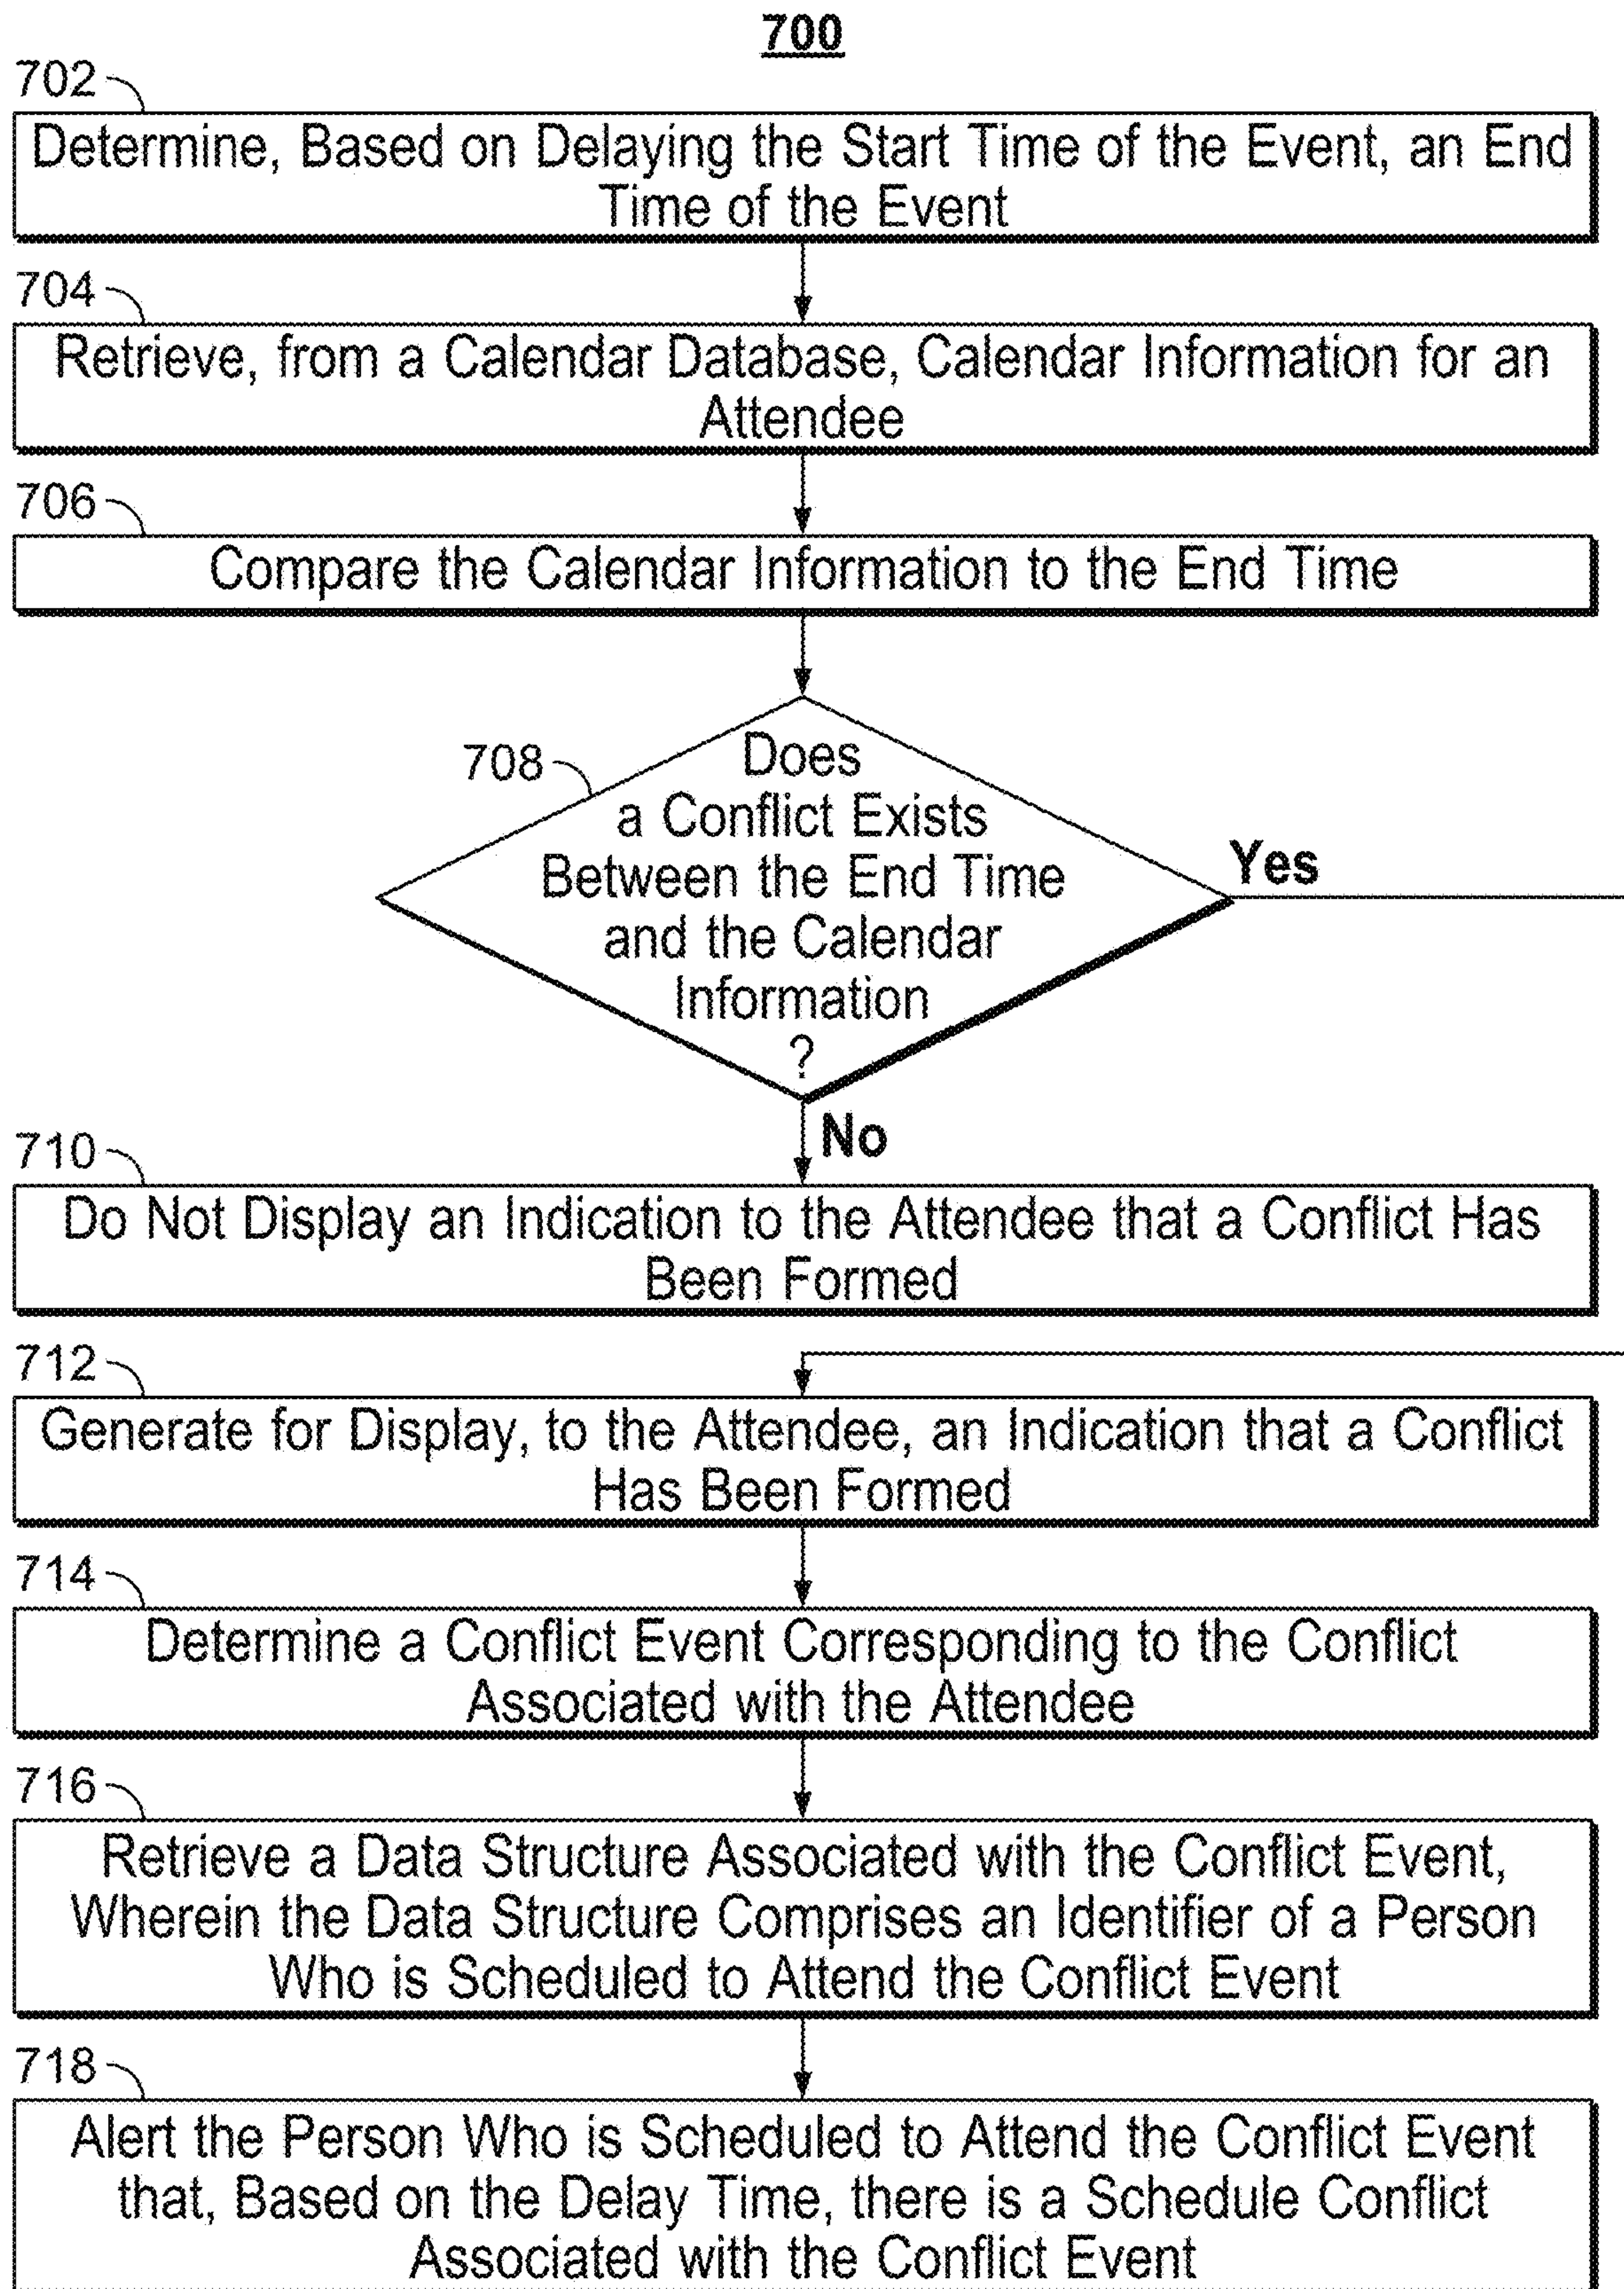 700
702
Determine, Based on Delaying the Start Time of the Event, an End
Time of the Event
704
Retrieve, from a Calendar Database, Calendar Information for an
Attendee
706
Compare the Calendar Information to the End Time
708
Does
a Conflict Exists
Between the End Time
and the Calendar
Information
?
Yes
No
710
Do Not Display an Indication to the Attendee that a Conflict Has
Been Formed
712
Generate for Display, to the Attendee, an Indication that a Conflict
Has Been Formed
714
Determine a Conflict Event Corresponding to the Conflict
Associated with the Attendee
716
Retrieve a Data Structure Associated with the Conflict Event,
Wherein the Data Structure Comprises an Identifier of a Person
Who is Scheduled to Attend the Conflict Event
718
Alert the Person Who is Scheduled to Attend the Conflict Event
that, Based on the Delay Time, there is a Schedule Conflict
Associated with the Conflict Event